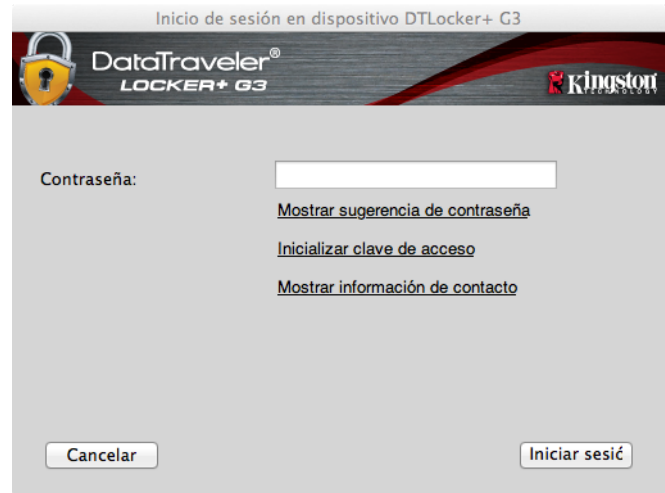 Inicio de sesión en dispositivo DTLocker+ G3
DataTraveler®
LOCKER+ G3
Kingston
TECHNOLOGY
Contraseña:
Mostrar sugerencia de contraseña
Inicializar clave de acceso
Mostrar información de contacto
Cancelar
Iniciar sesić